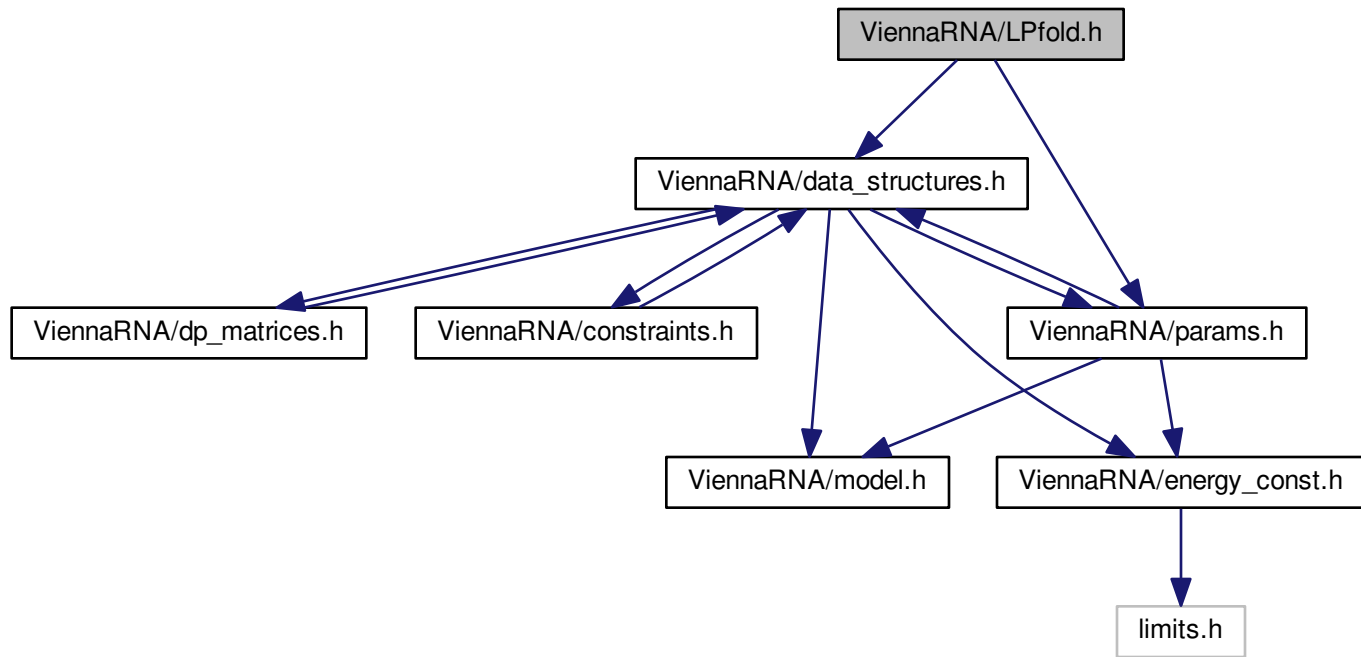 ViennaRNA/LPfold.h
ViennaRNA/data_structures.h
ViennaRNA/dp_matrices.h
ViennaRNA/constraints.h
ViennaRNA/params.h
ViennaRNA/model.h
ViennaRNA/energy_const.h
limits.h